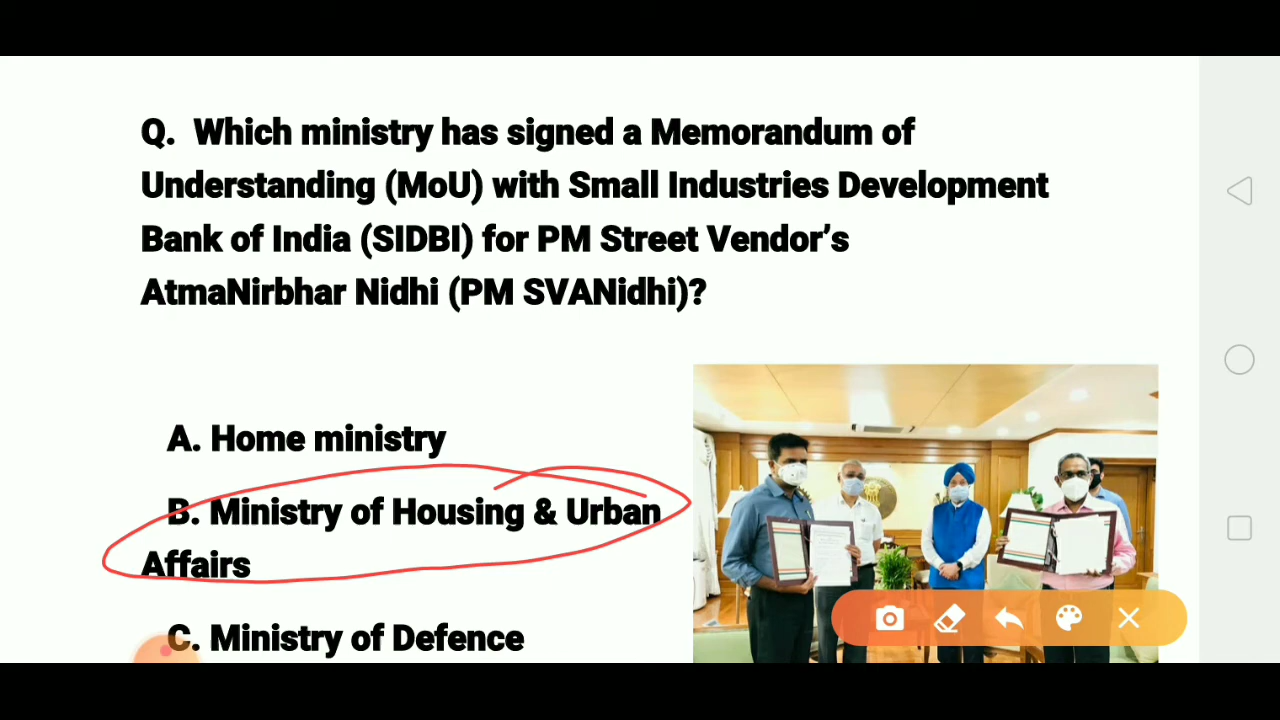 Q. Which ministry has signed a Memorandum of
Understanding (MoU) with Small Industries Development
Bank of India (SIDBI) for PM Street Vendor’s
AtmaNirbhar Nidhi (PM SVANidhi)?
A. Home ministry
B. Ministry of Housing & Urban
Affairs
C. Ministry of Defence